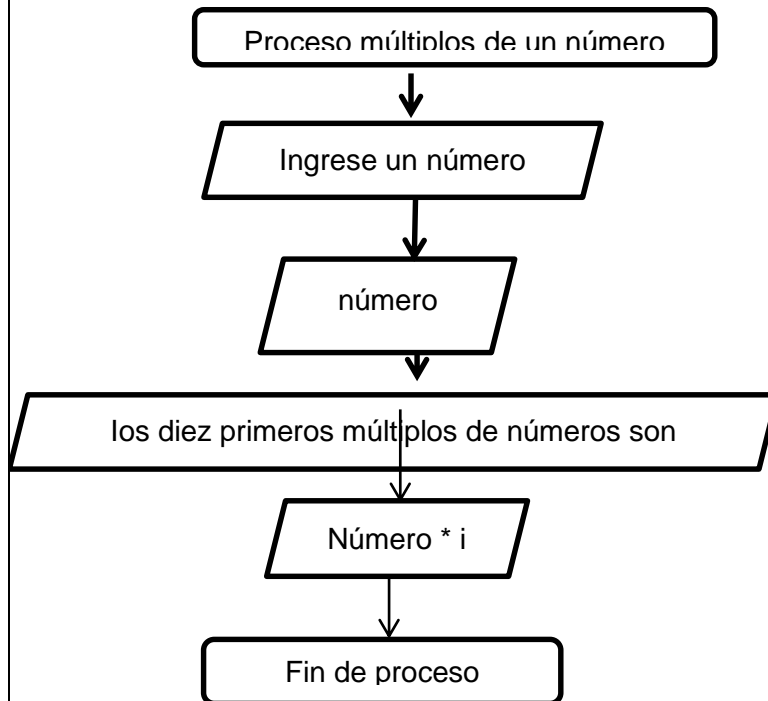 Proceso múltiplos de un número
Ingrese un número
número
los diez primeros múltiplos de números son
Número * i
Fin de proceso